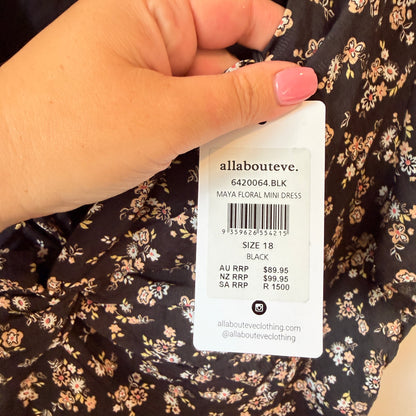 allabouteve.
6420064.BLK
MAYA FLORAL MINI DRESS
9 359626 554215
SIZE 18
BLACK
AU RRP $89.95
NZ RRP $99.95
SA RRP R 1500
allabouteveclothing.com
@allabouteveclothing